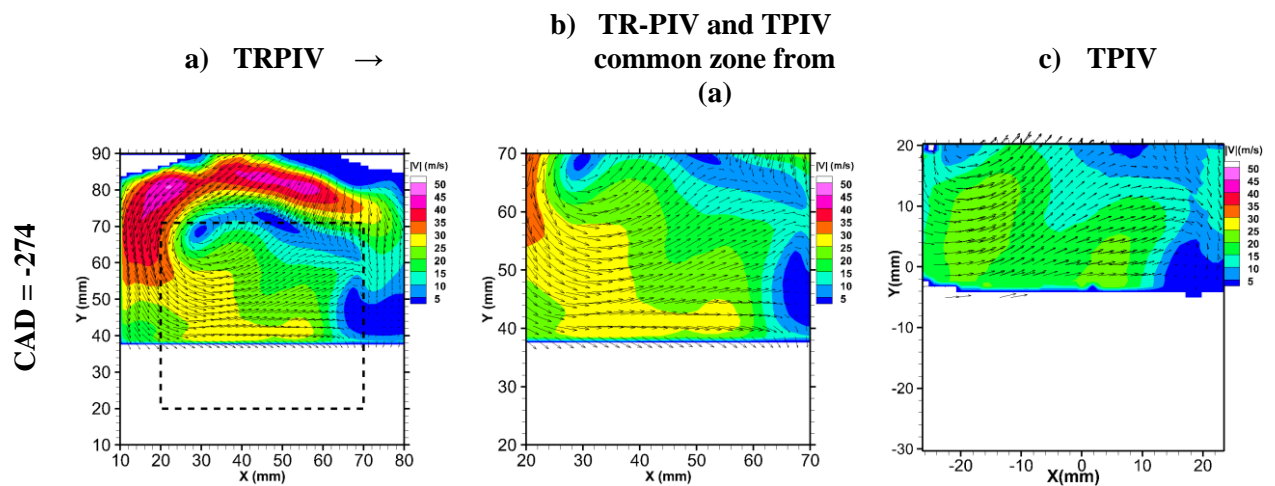 a) TRPIV →
b) TR-PIV and TPIV
common zone from
(a)
c) TPIV
CAD = -274
|V| (m/s)
50
45
40
35
30
25
20
15
10
5
Y (mm)
90
80
70
60
50
40
30
20
10
10 20 30 40 50 60 70 80
X (mm)
|V| (m/s)
50
45
40
35
30
25
20
15
10
5
Y (mm)
70
60
50
40
30
20
20 30 40 50 60 70
X (mm)
|V|(m/s)
50
45
40
35
30
25
20
15
10
5
Y(mm)
20
10
0
-10
-20
-30
-20 -10 0 10 20
X(mm)